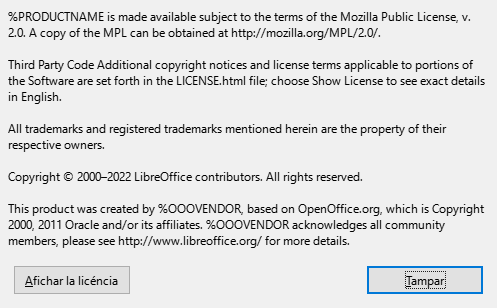 %PRODUCTNAME is made available subject to the terms of the Mozilla Public License, v.
2.0. A copy of the MPL can be obtained at http://mozilla.org/MPL/2.0/.
Third Party Code Additional copyright notices and license terms applicable to portions of
the Software are set forth in the LICENSE.html file; choose Show License to see exact details
in English.
All trademarks and registered trademarks mentioned herein are the property of their
respective owners.
Copyright © 2000–2022 LibreOffice contributors. All rights reserved.
This product was created by %OOOVENDOR, based on OpenOffice.org, which is Copyright
2000, 2011 Oracle and/or its affiliates. %OOOVENDOR acknowledges all community
members, please see http://www.libreoffice.org/ for more details.
Afichar la licéncia
Tampar